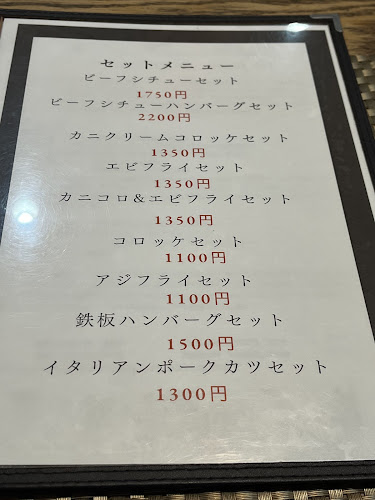 セットメニュー
ビーフシチューセット
1750円
ビーフシチューハンバーグセット
2200円
カニクリームコロッケセット
1350円
エビフライセット
1350円
カニコロ&エビフライセット
1350円
コロッケセット
1100円
アジフライセット
1100円
鉄板ハンバーグセット
1500円
イタリアンポークカツセット
1300円